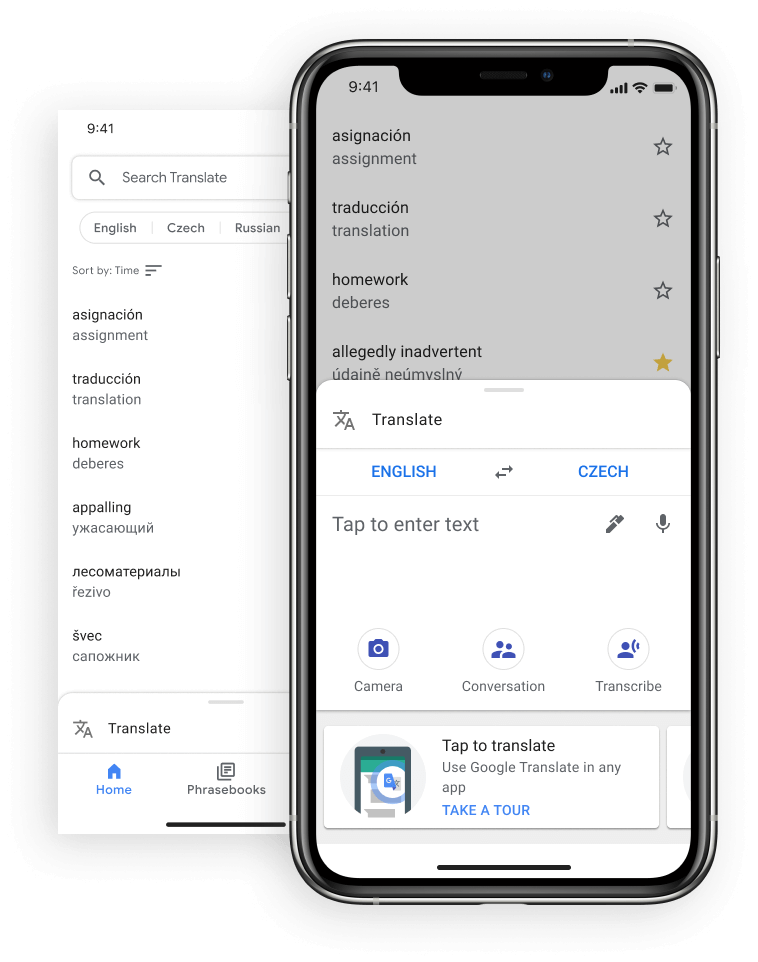 9:41
Search Translate
English
Czech
Russian
Sort by: Time
asignación
assignment
traducción
translation
homework
deberes
appalling
ужасающий
лесоматериалы
řezivo
švec
сапожник
Translate
Home
Phrasebooks
9:41
asignación
assignment
traducción
translation
homework
deberes
allegedly inadvertent
údajně neúmyslný
Translate
ENGLISH
CZECH
Tap to enter text
Camera
Conversation
Transcribe
Tap to translate
Use Google Translate in any
app
TAKE A TOUR